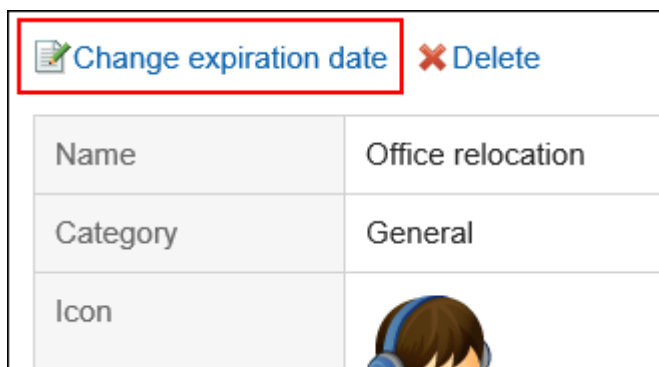 Change expiration date Delete
Name Office relocation
Category General
Icon